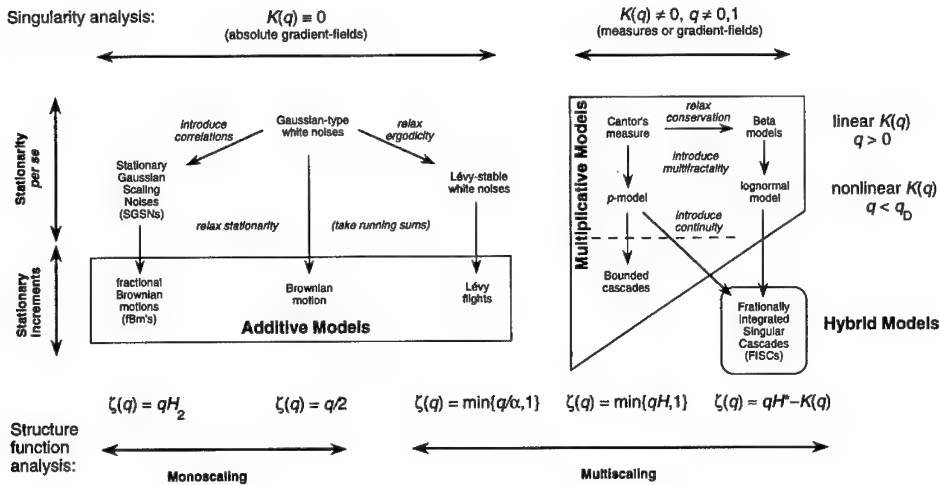 Singularity analysis:
K(q) ≡ 0
(absolute gradient-fields)
K(q) ≠ 0, q ≠ 0,1
(measures or gradient-fields)
Stationarity
per se
Stationary
Increments
introduce
correlations
Gaussian-type
white noises
relax
ergodicity
Stationary
Gaussian
Scaling
Noises
(SGSNs)
Lévy-stable
white noises
relax stationarity
(take running sums)
fractional
Brownian
motions
(fBm's)
Brownian
motion
Lévy
flights
Additive Models
Multiplicative Models
Cantor's
measure
relax
conservation
Beta
models
introduce
multifractality
p-model
lognormal
model
introduce
continuity
Bounded
cascades
Frationally
Integrated
Singular
Cascades
(FISCs)
linear K(q)
q > 0
nonlinear K(q)
q < q_D
Hybrid Models
ζ(q) = qH₂
ζ(q) = q/2
ζ(q) = min{q/α,1}
ζ(q) = min{qH,1}
ζ(q) = qH*–K(q)
Structure
function
analysis:
Monoscaling
Multiscaling